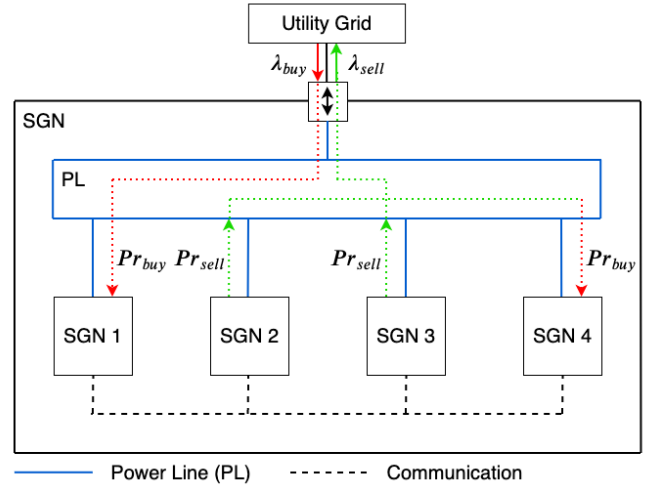 Utility Grid
λbuy λsell
SGN
PL
Prbuy Prsell Prsell Prbuy
SGN 1 SGN 2 SGN 3 SGN 4
Power Line (PL) Communication